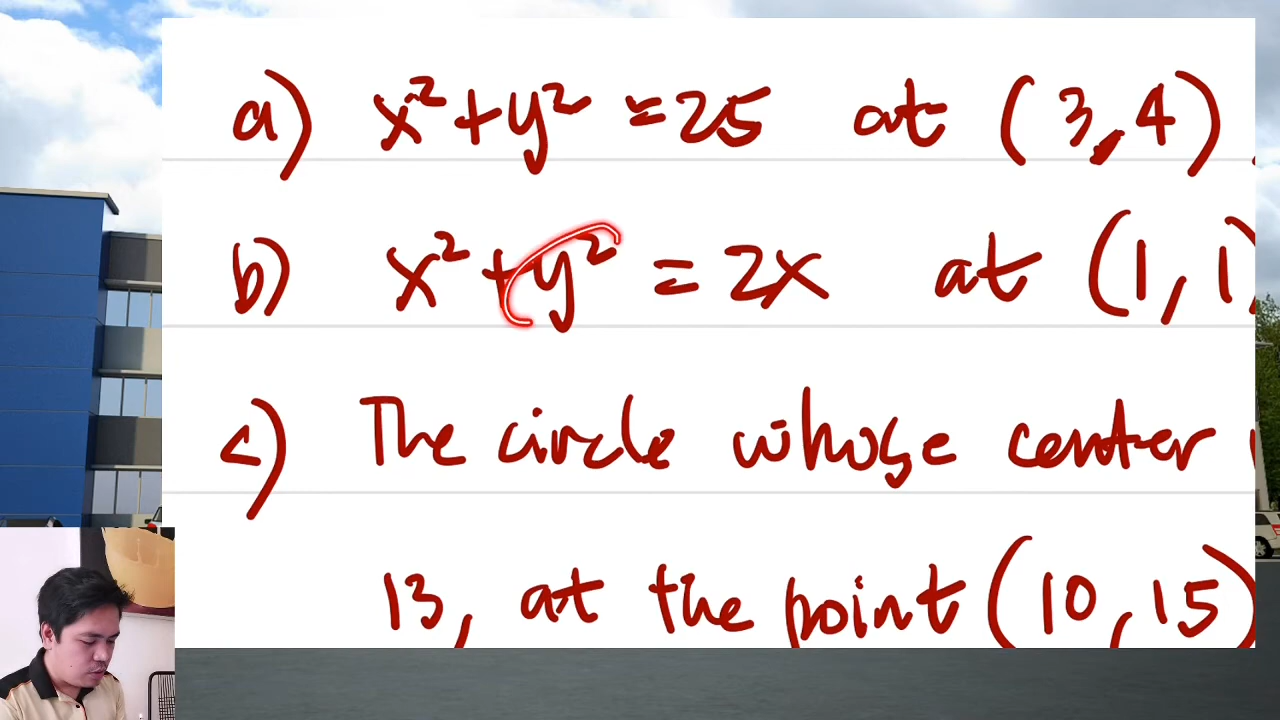 a) x²+y² =25 at (3,4)
b) x²+y² = 2x at (1,1)
c) The circle whose center
13, at the point (10,15)